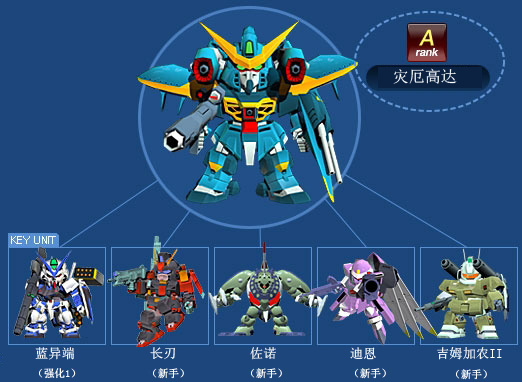 A
rank
灾厄高达
KEY UNIT
蓝异端 长刃 佐诺 迪恩 吉姆加农II
(强化1) (新手) (新手) (新手) (新手)